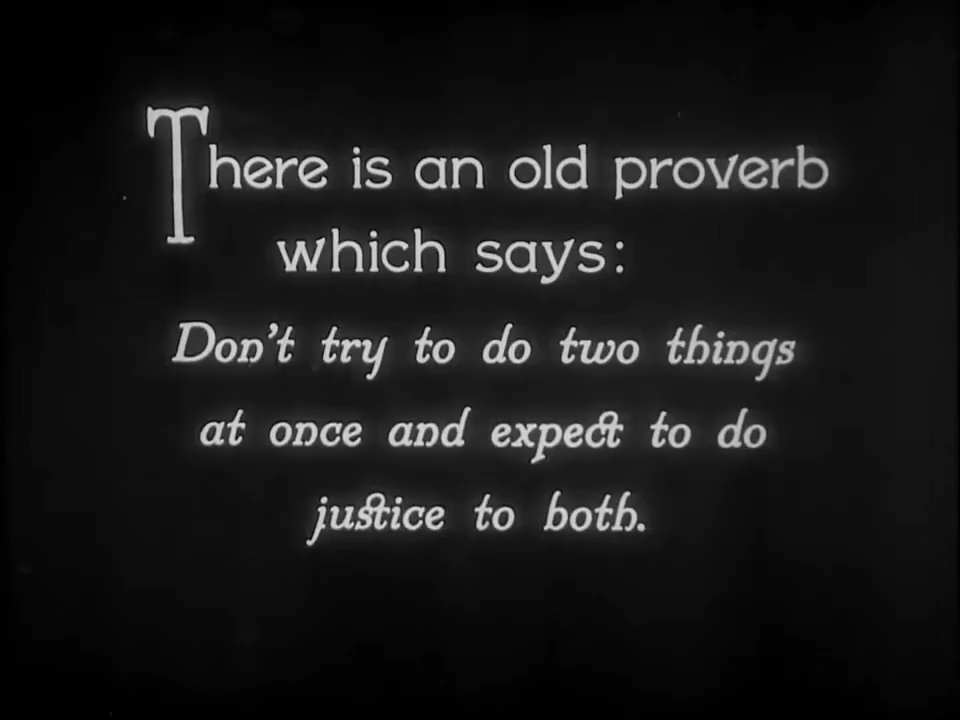 There is an old proverb
which says:
Don't try to do two things
at once and expect to do
justice to both.